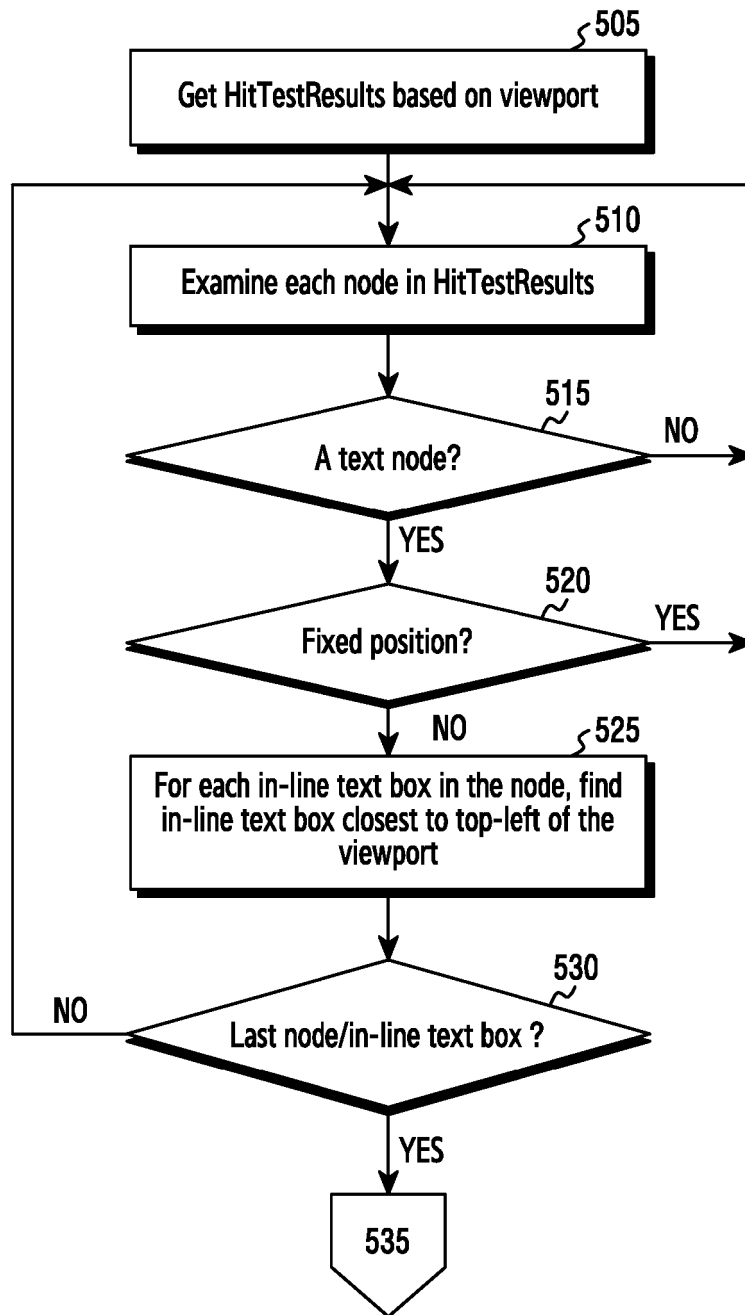 505
Get HitTestResults based on viewport
510
Examine each node in HitTestResults
515
A text node?
NO
YES
520
Fixed position?
YES
NO
525
For each in-line text box in the node, find
in-line text box closest to top-left of the
viewport
530
NO
Last node/in-line text box ?
YES
535